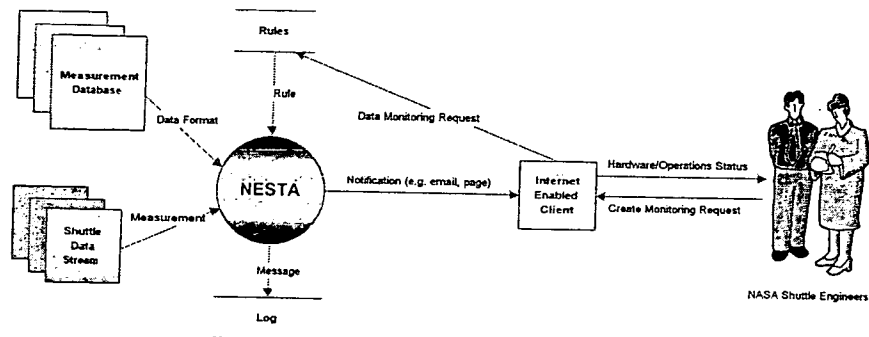 Rules
Measurement
Database
Rule
Data Format
Data Monitoring Request
NESTA
Notification (e.g. email, page)
Internet
Enabled
Client
Hardware/Operations Status
Create Monitoring Request
Measurement
Shuttle
Data
Stream
Message
Log
NASA Shuttle Engineers